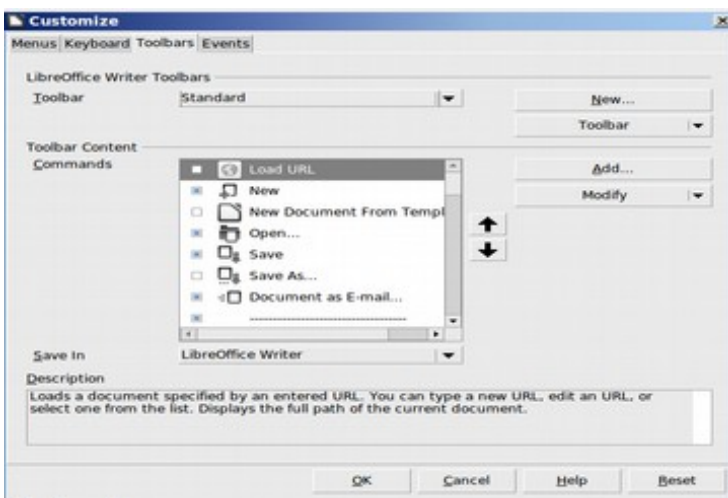 Customize
Menus Keyboard Toolbars Events
LibreOffice Writer Toolbars
Toolbar Standard New...
Toolbar
Toolbar Content
Commands Load URL Add...
New
Modify
New Document From Templ
Open...
Save
Save As...
Document as E-mail...
Save In LibreOffice Writer
Description
Loads a document specified by an entered URL. You can type a new URL, edit an URL, or
select one from the list. Displays the full path of the current document.
OK Cancel Help Reset